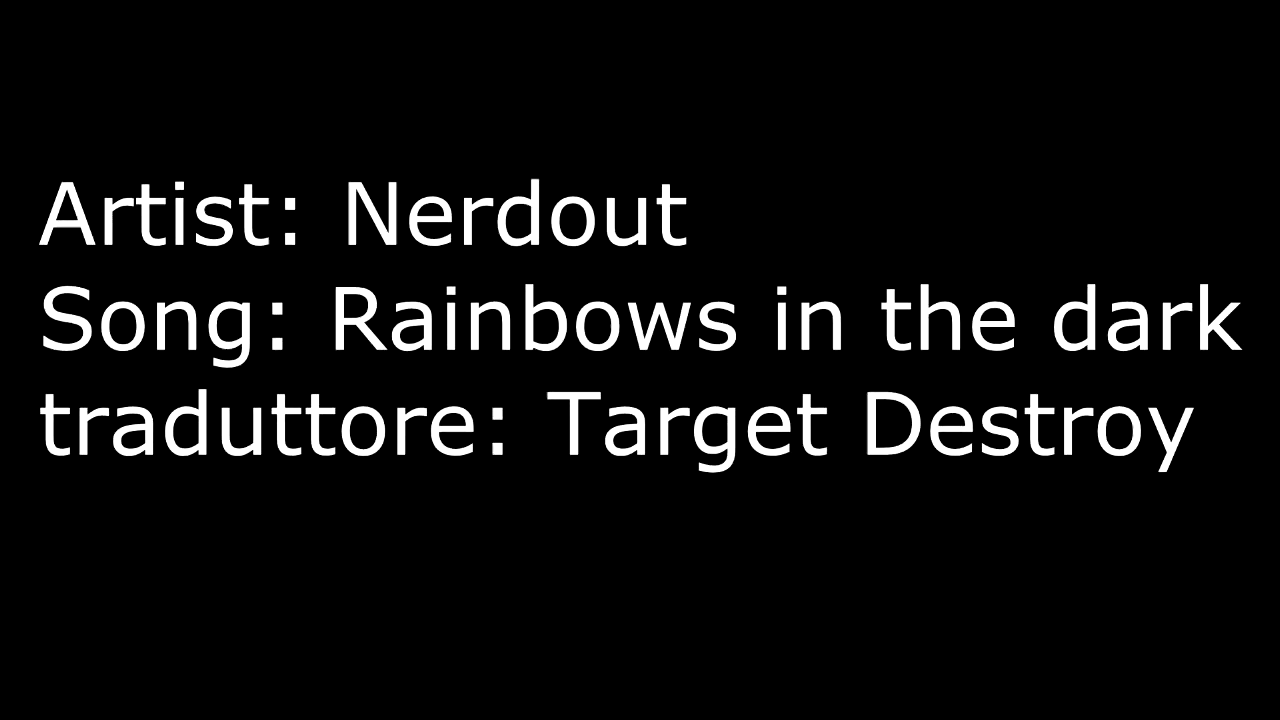 Artist: Nerdout
Song: Rainbows in the dark
traduttore: Target Destroy